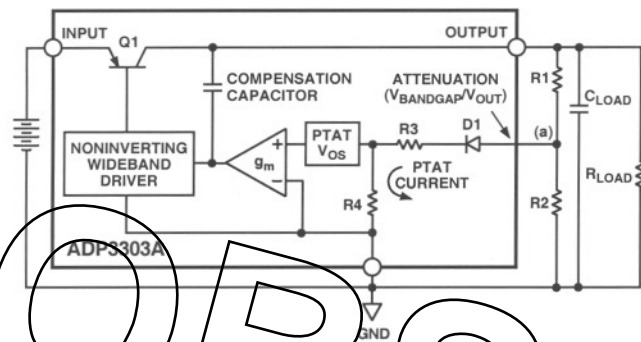 INPUT
Q1
OUTPUT
COMPENSATION
CAPACITOR
ATTENUATION
(VBANDGAP/VOUT)
R1
CLOAD
NONINVERTING
WIDEBAND
DRIVER
gm
+
−
PTAT
VOS
R3
D1
(a)
PTAT
CURRENT
R4
R2
RLOAD
ADP3303A
GND